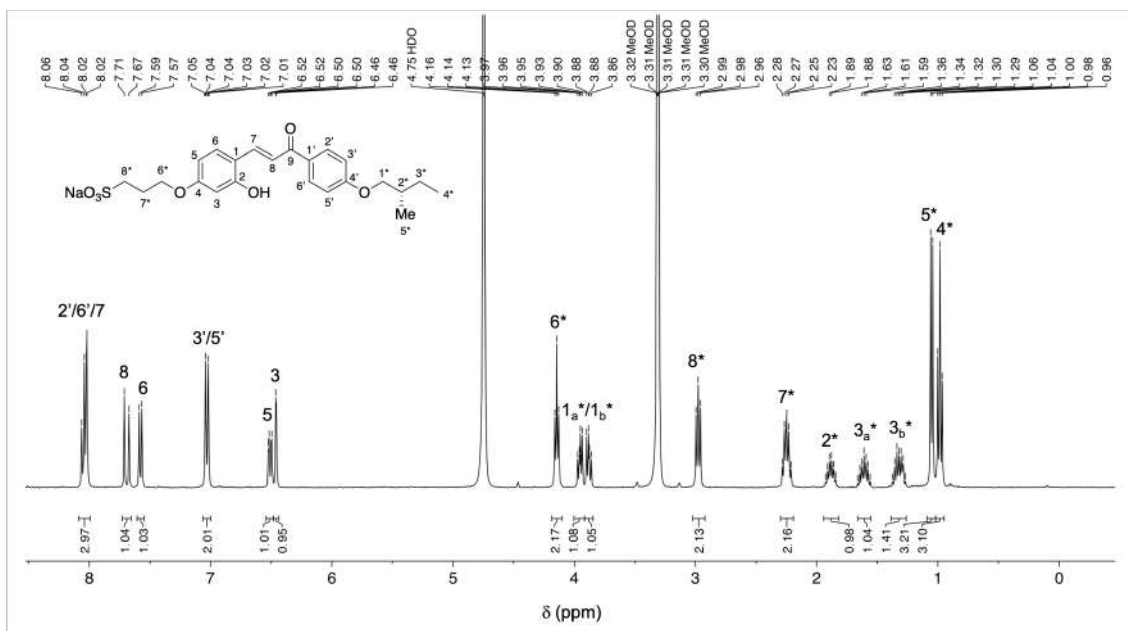 8.06 8.04 8.02 8.02 7.71 7.67 7.59 7.57 7.05 7.04 7.04 7.03 7.02 7.01 6.52 6.52 6.50 6.50 6.46 6.46 4.75 HDO 4.16 4.14 4.13 3.97 3.96 3.95 3.93 3.90 3.88 3.88 3.86 3.32 MeOD 3.31 MeOD 3.31 MeOD 3.31 MeOD 3.30 MeOD 2.99 2.98 2.96 2.28 2.27 2.25 2.23 1.89 1.88 1.63 1.61 1.59 1.36 1.34 1.32 1.30 1.29 1.06 1.04 1.00 0.98 0.96
O
6 7 2' 3'
5 1 8 9 1' 1* 3*
8* 6* 4' 2* 4*
NaO₃S 7* O 4 2 OH 6' O
3 5' Me
5*
5*
4*
2'/6'/7
6*
3'/5'
8 3
6 1ₐ*/1_b* 8*
5 7*
2* 3ₐ* 3_b*
2.97 1.04 1.03 2.01 1.01 0.95 2.17 1.08 1.05 2.13 2.16 0.98 1.04 1.41 3.21 3.10
8 7 6 5 4 3 2 1 0
δ (ppm)